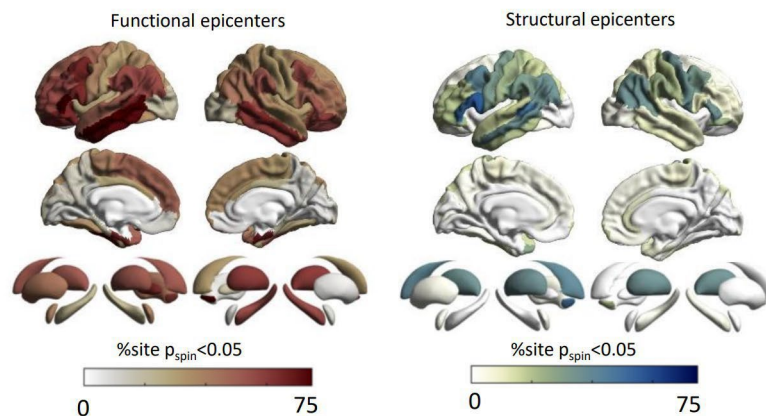 Functional epicenters
Structural epicenters
%site pspin<0.05
0
75
%site pspin<0.05
0
75